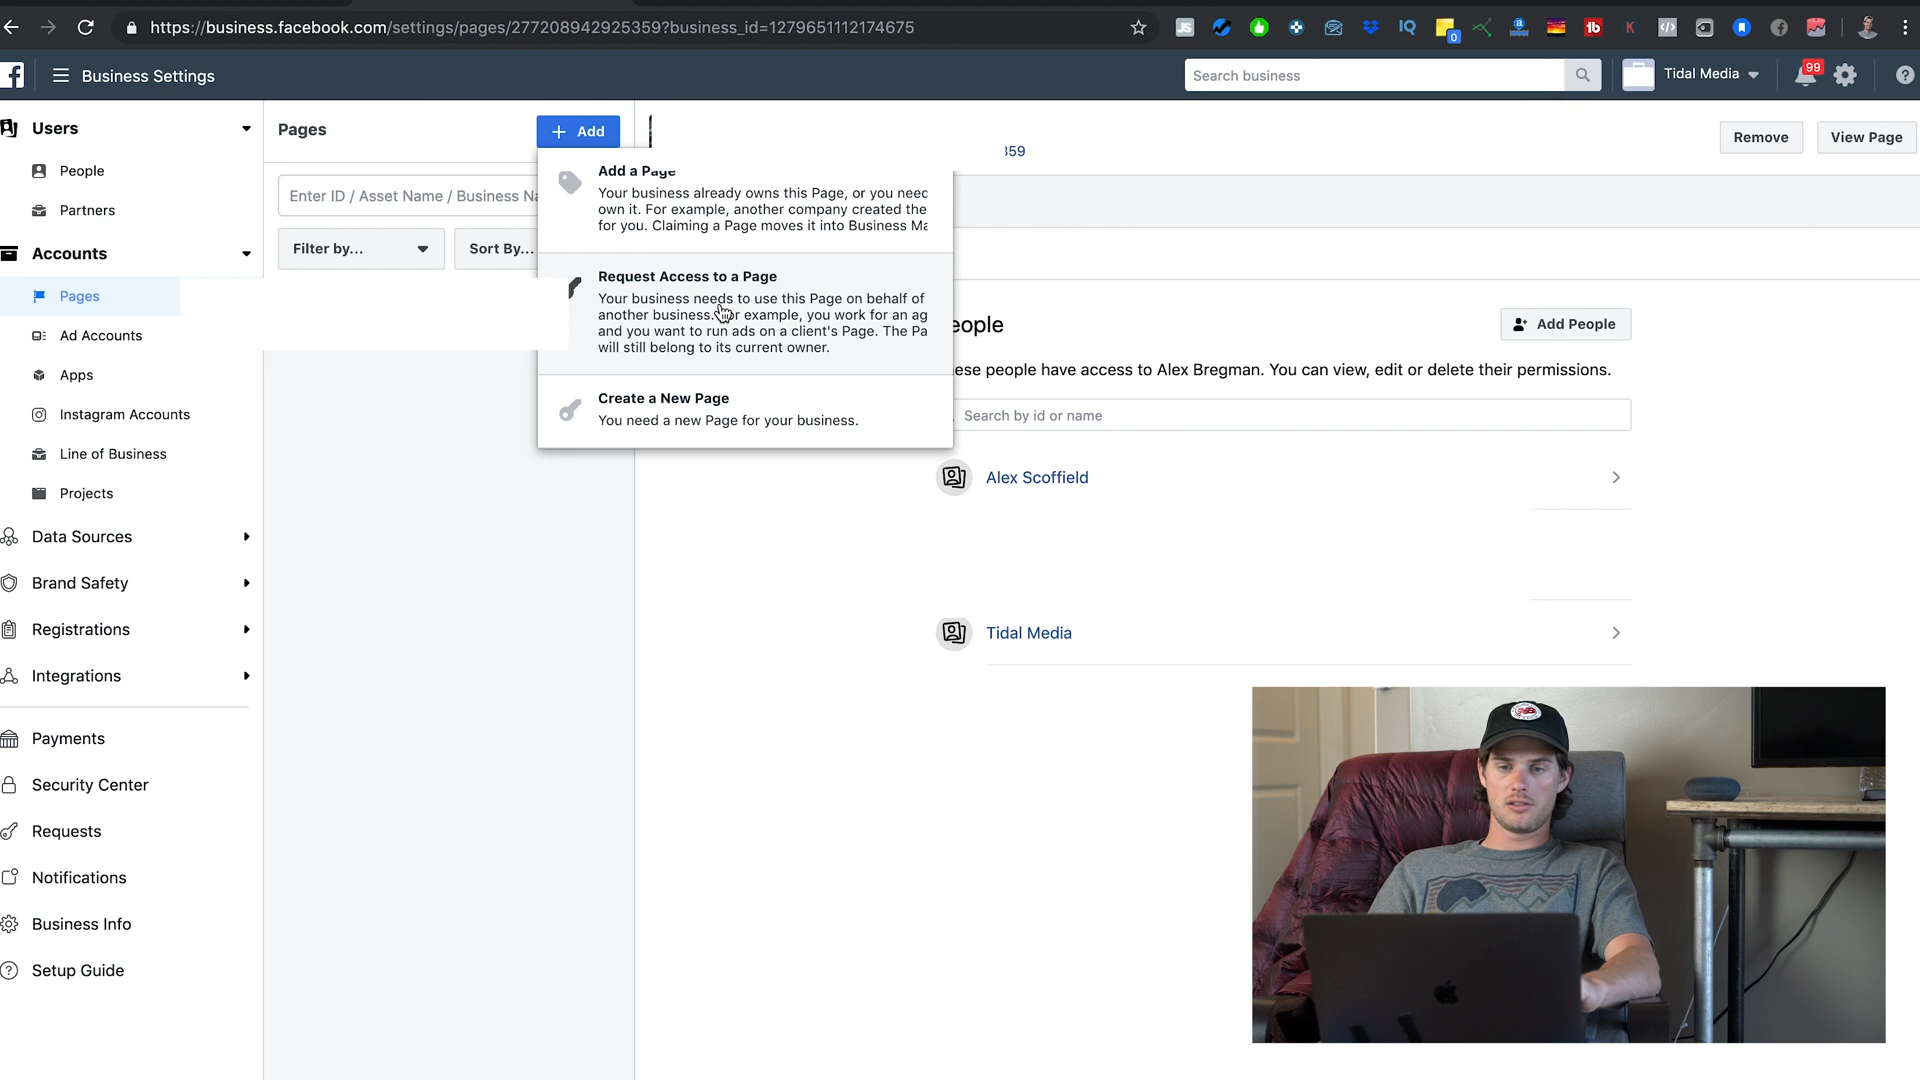 https://business.facebook.com/settings/pages/277208942925359?business_id=1279651112174675
JS
IQ
0
a
tb
K
</>
Business Settings
Search business
Tidal Media
99
?
Users
People
Partners
Accounts
Pages
Ad Accounts
Apps
Instagram Accounts
Line of Business
Projects
Data Sources
Brand Safety
Registrations
Integrations
Payments
Security Center
Requests
Notifications
Business Info
Setup Guide
Pages
+ Add
Enter ID / Asset Name / Business Na
Filter by...
Sort By...
Add a Page
Your business already owns this Page, or you need
own it. For example, another company created the
for you. Claiming a Page moves it into Business Ma
Request Access to a Page
Your business needs to use this Page on behalf of
another business. For example, you work for an ag
and you want to run ads on a client's Page. The Pa
will still belong to its current owner.
Create a New Page
You need a new Page for your business.
359
Remove
View Page
eople
Add People
ese people have access to Alex Bregman. You can view, edit or delete their permissions.
Search by id or name
Alex Scoffield
Tidal Media